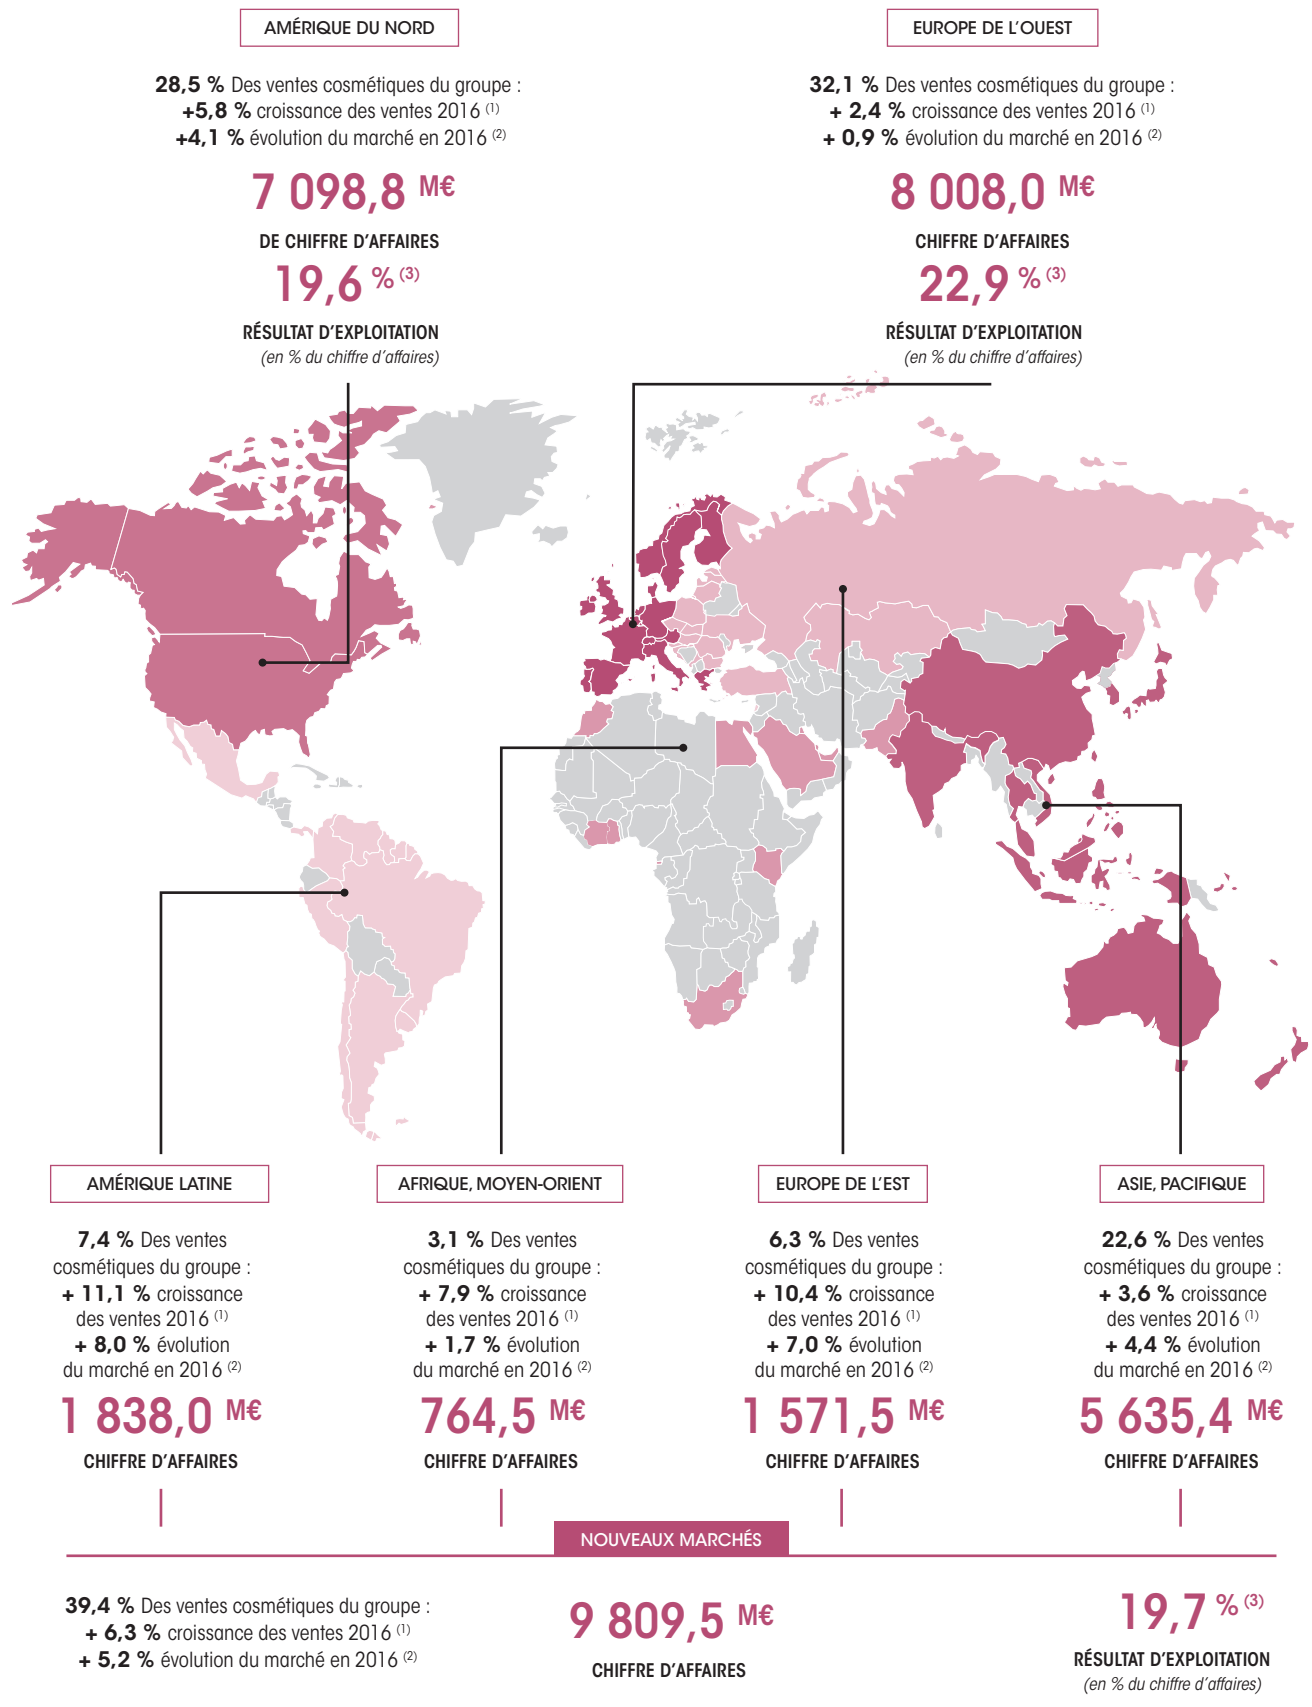 AMÉRIQUE DU NORD
28,5 % Des ventes cosmétiques du groupe :
+5,8 % croissance des ventes 2016 (1)
+4,1 % évolution du marché en 2016 (2)
7 098,8 M€
DE CHIFFRE D'AFFAIRES
19,6 % (3)
RÉSULTAT D'EXPLOITATION
(en % du chiffre d'affaires)
EUROPE DE L'OUEST
32,1 % Des ventes cosmétiques du groupe :
+ 2,4 % croissance des ventes 2016 (1)
+ 0,9 % évolution du marché en 2016 (2)
8 008,0 M€
CHIFFRE D'AFFAIRES
22,9 % (3)
RÉSULTAT D'EXPLOITATION
(en % du chiffre d'affaires)
AMÉRIQUE LATINE
7,4 % Des ventes
cosmétiques du groupe :
+ 11,1 % croissance
des ventes 2016 (1)
+ 8,0 % évolution
du marché en 2016 (2)
1 838,0 M€
CHIFFRE D'AFFAIRES
AFRIQUE, MOYEN-ORIENT
3,1 % Des ventes
cosmétiques du groupe :
+ 7,9 % croissance
des ventes 2016 (1)
+ 1,7 % évolution
du marché en 2016 (2)
764,5 M€
CHIFFRE D'AFFAIRES
EUROPE DE L'EST
6,3 % Des ventes
cosmétiques du groupe :
+ 10,4 % croissance
des ventes 2016 (1)
+ 7,0 % évolution
du marché en 2016 (2)
1 571,5 M€
CHIFFRE D'AFFAIRES
ASIE, PACIFIQUE
22,6 % Des ventes
cosmétiques du groupe :
+ 3,6 % croissance
des ventes 2016 (1)
+ 4,4 % évolution
du marché en 2016 (2)
5 635,4 M€
CHIFFRE D'AFFAIRES
NOUVEAUX MARCHÉS
39,4 % Des ventes cosmétiques du groupe :
+ 6,3 % croissance des ventes 2016 (1)
+ 5,2 % évolution du marché en 2016 (2)
9 809,5 M€
CHIFFRE D'AFFAIRES
19,7 % (3)
RÉSULTAT D'EXPLOITATION
(en % du chiffre d'affaires)